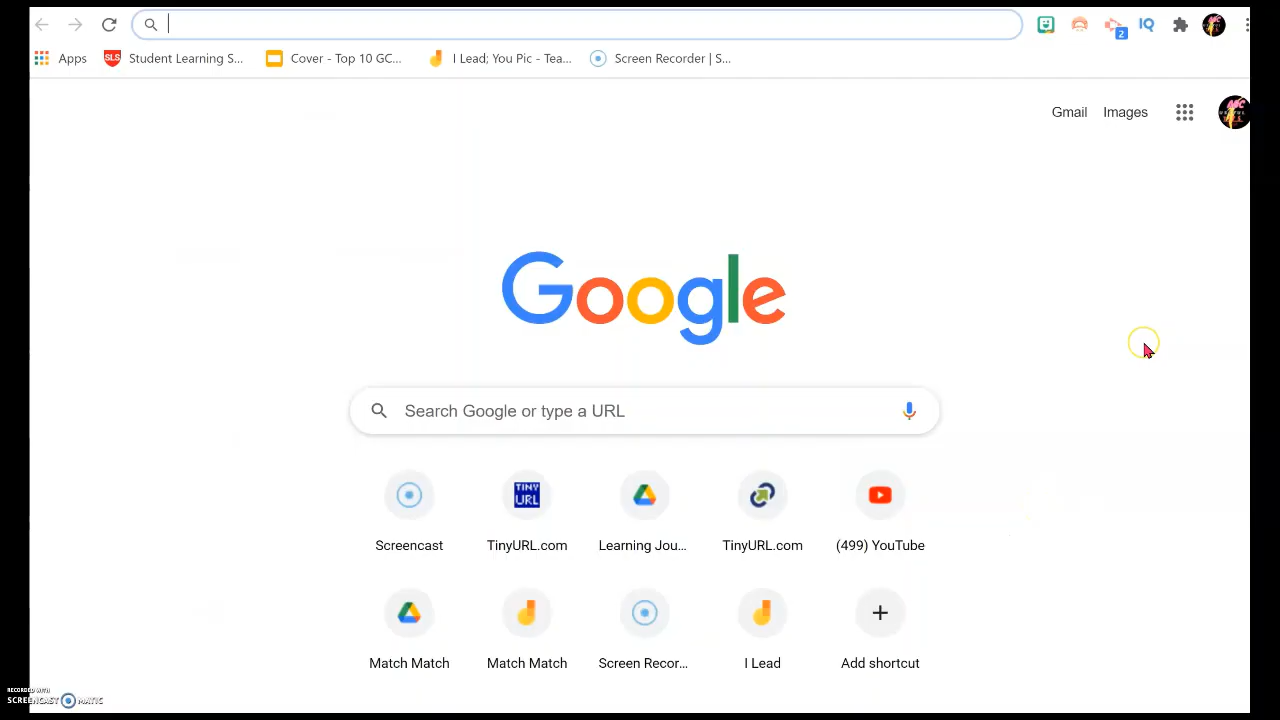 2
Apps SLS Student Learning S... Cover - Top 10 GC... I Lead; You Pic - Tea... Screen Recorder | S...
Gmail Images
Google
Search Google or type a URL
TINY URL
Screencast TinyURL.com Learning Jou... TinyURL.com (499) YouTube
Match Match Match Match Screen Recor... I Lead Add shortcut
RECORDED WITH
SCREENCAST MATIC